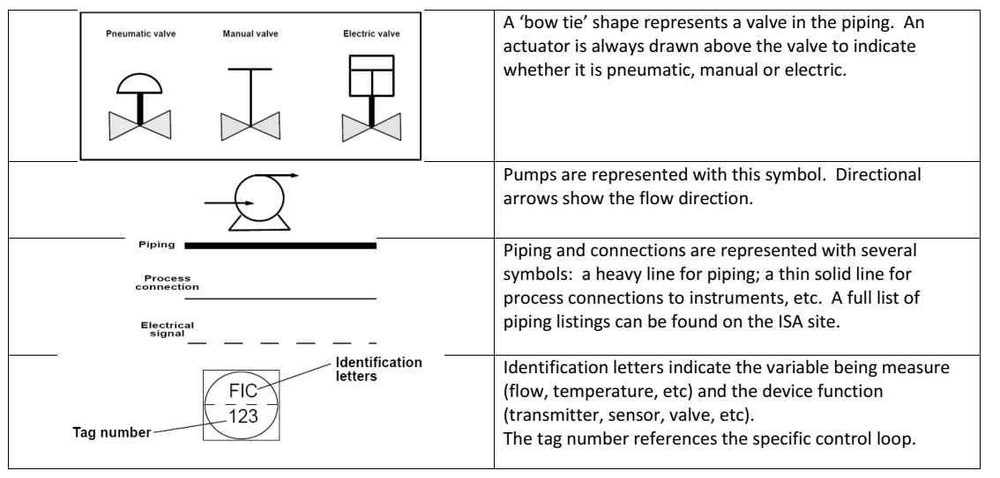 Pneumatic valve
Manual valve
Electric valve
A ‘bow tie’ shape represents a valve in the piping.  An
actuator is always drawn above the valve to indicate
whether it is pneumatic, manual or electric.
Pumps are represented with this symbol.  Directional
arrows show the flow direction.
Piping
Process
connection
Electrical
signal
Piping and connections are represented with several
symbols:  a heavy line for piping; a thin solid line for
process connections to instruments, etc.  A full list of
piping listings can be found on the ISA site.
Identification
letters
FIC
123
Tag number
Identification letters indicate the variable being measure
(flow, temperature, etc) and the device function
(transmitter, sensor, valve, etc).
The tag number references the specific control loop.